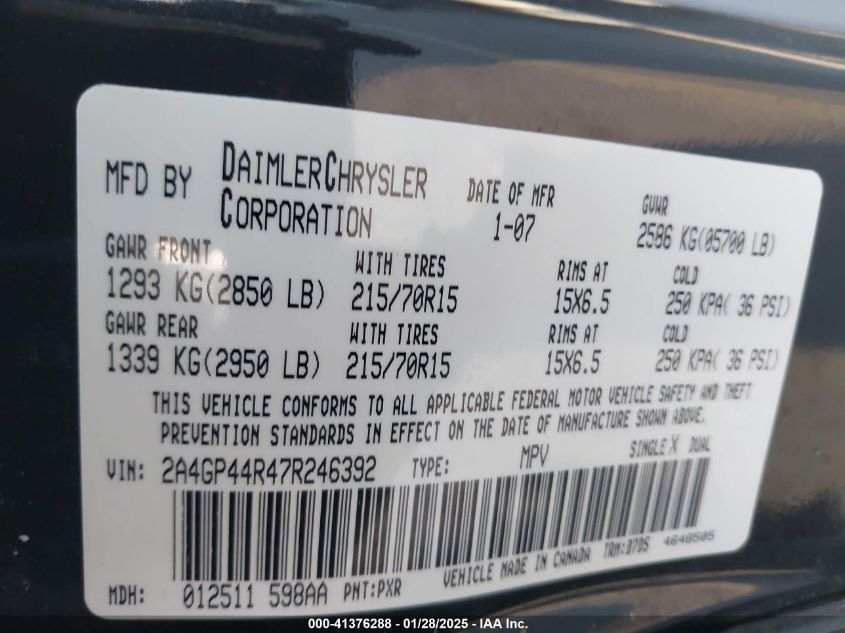 MFD BY DAIMLERCHRYSLER CORPORATION
DATE OF MFR 1-07
GVWR 2586 KG(05700 LB)
GAWR FRONT WITH TIRES RIMS AT COLD
1293 KG(2850 LB) 215/70R15 15X6.5 250 KPA( 36 PSI)
GAWR REAR WITH TIRES RIMS AT COLD
1339 KG(2950 LB) 215/70R15 15X6.5 250 KPA( 36 PSI)
THIS VEHICLE CONFORMS TO ALL APPLICABLE FEDERAL MOTOR VEHICLE SAFETY AND THEFT
PREVENTION STANDARDS IN EFFECT ON THE DATE OF MANUFACTURE SHOWN ABOVE.
VIN: 2A4GP44R47R246392 TYPE: MPV SINGLE X DUAL
MDH: 012511 598AA PNT:PXR VEHICLE MADE IN CANADA TRM:B7D5 4648505
000-41376288 - 01/28/2025 - IAA Inc.